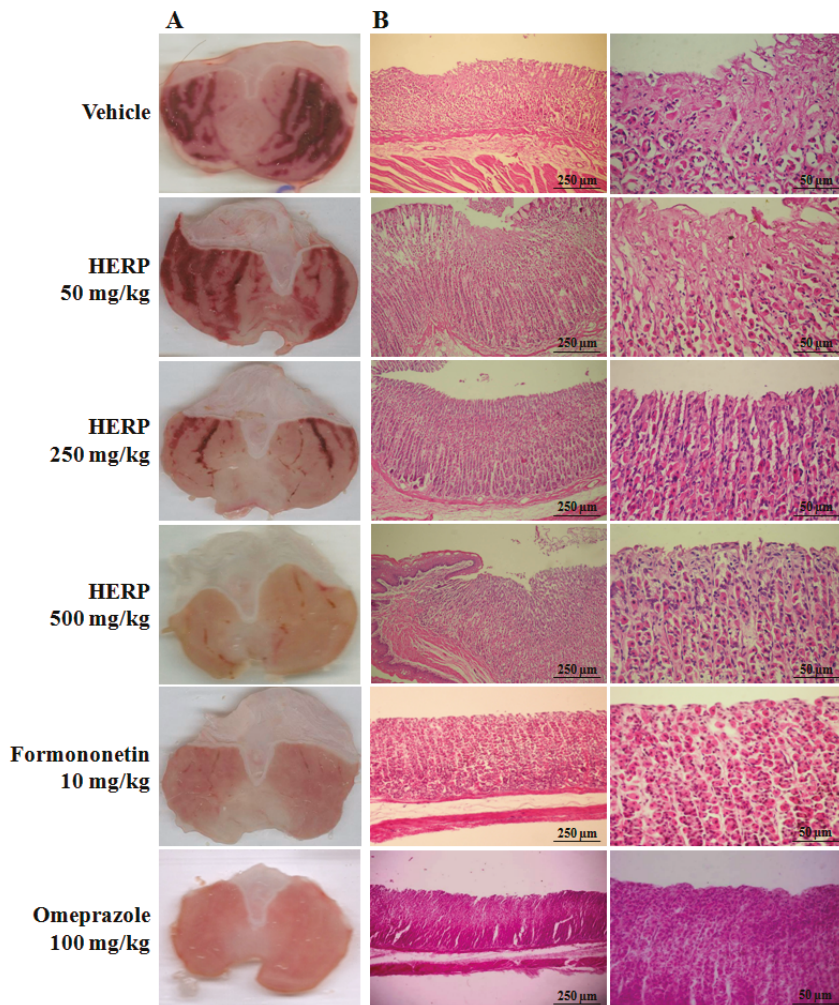 A
B
Vehicle
250 µm
50 µm
HERP
50 mg/kg
250 µm
50 µm
HERP
250 mg/kg
250 µm
50 µm
HERP
500 mg/kg
250 µm
50 µm
Formononetin
10 mg/kg
250 µm
50 µm
Omeprazole
100 mg/kg
250 µm
50 µm